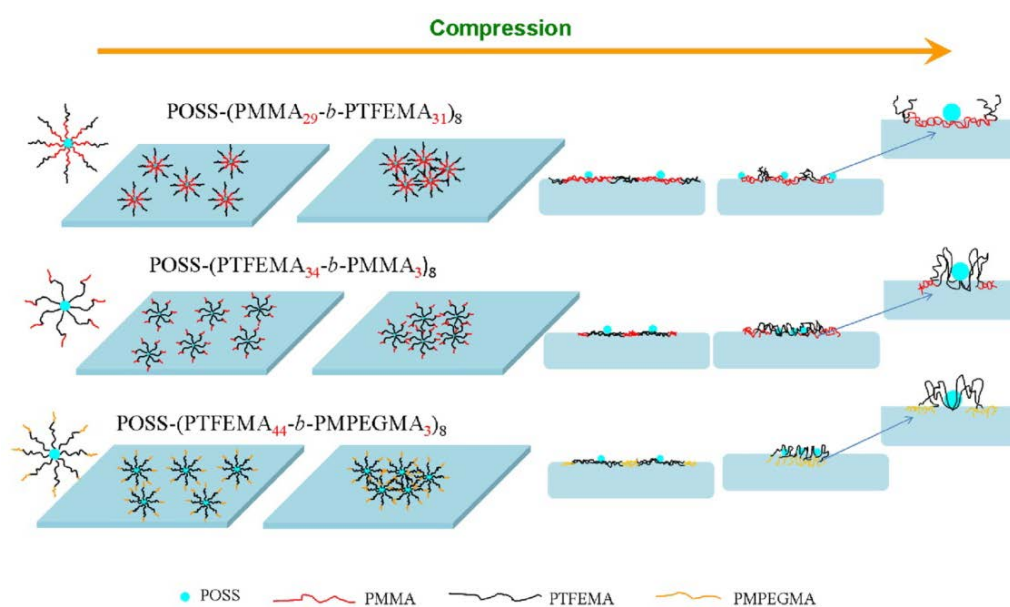 Compression
POSS-(PMMA29-b-PTFEMA31)8
POSS-(PTFEMA34-b-PMMA3)8
POSS-(PTFEMA44-b-PMPEGMA3)8
POSS PMMA PTFEMA PMPEGMA